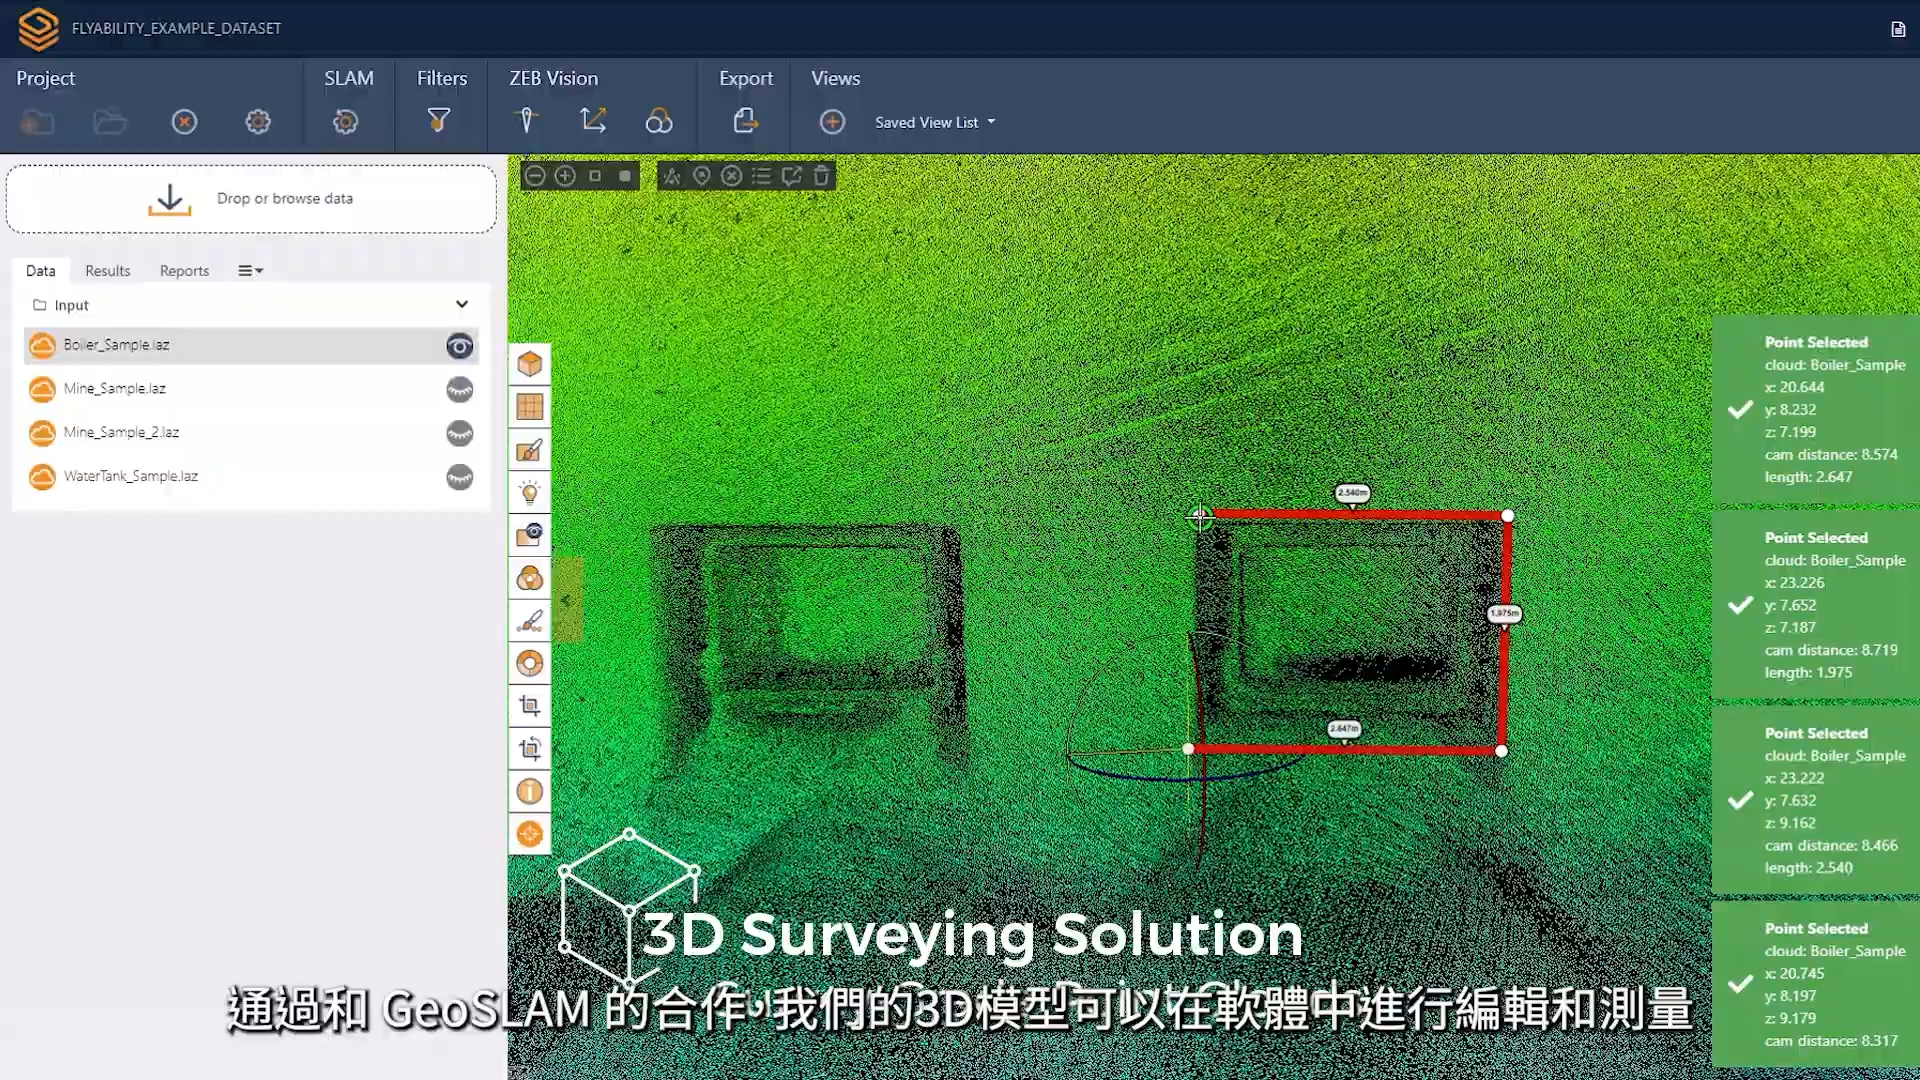 FLYABILITY_EXAMPLE_DATASET
Project
SLAM
Filters
ZEB Vision
Export
Views
Saved View List
Drop or browse data
Data
Results
Reports
Input
Boiler_Sample.laz
Mine_Sample.laz
Mine_Sample_2.laz
WaterTank_Sample.laz
2.540m
1.975m
2.647m
Point Selected
cloud: Boiler_Sample
x: 20.644
y: 8.232
z: 7.199
cam distance: 8.574
length: 2.647
Point Selected
cloud: Boiler_Sample
x: 23.226
y: 7.652
z: 7.187
cam distance: 8.719
length: 1.975
Point Selected
cloud: Boiler_Sample
x: 23.222
y: 7.632
z: 9.162
cam distance: 8.466
length: 2.540
Point Selected
cloud: Boiler_Sample
x: 20.745
y: 8.197
z: 9.179
cam distance: 8.317
3D Surveying Solution
通過和 GeoSLAM 的合作,我們的3D模型可以在軟體中進行編輯和測量